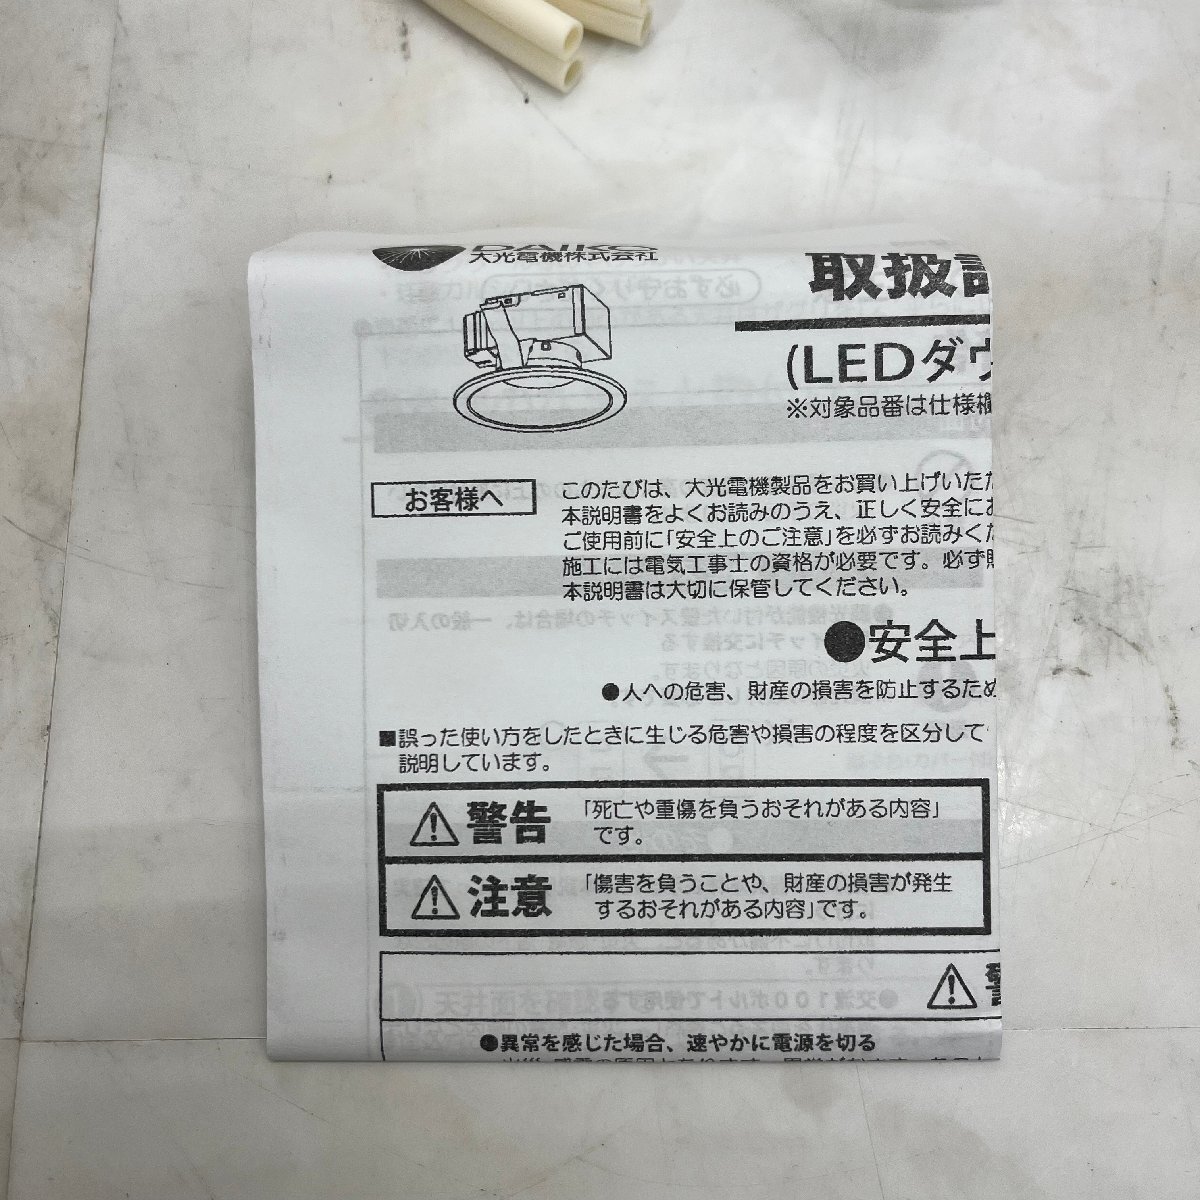 DAIKO
大光電機株式会社
取扱説
(LEDダウ
※対象品番は仕様欄
お客様へ
このたびは、大光電機製品をお買い上げいただ
本説明書をよくお読みのうえ、正しく安全にお
ご使用前に「安全上のご注意」を必ずお読みくだ
施工には電気工事士の資格が必要です。必ず
本説明書は大切に保管してください。
●安全上
●人への危害、財産の損害を防止するため
■誤った使い方をしたときに生じる危害や損害の程度を区分して
説明しています。
⚠警告
「死亡や重傷を負うおそれがある内容」
です。
⚠注意
「傷害を負うことや、財産の損害が発生
するおそれがある内容」です。
⚠警
●異常を感じた場合、速やかに電源を切る